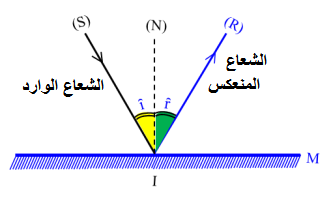 (S) (N) (R)
الشعاع
المنعكس
الشعاع الوارد
î r̂
M
I